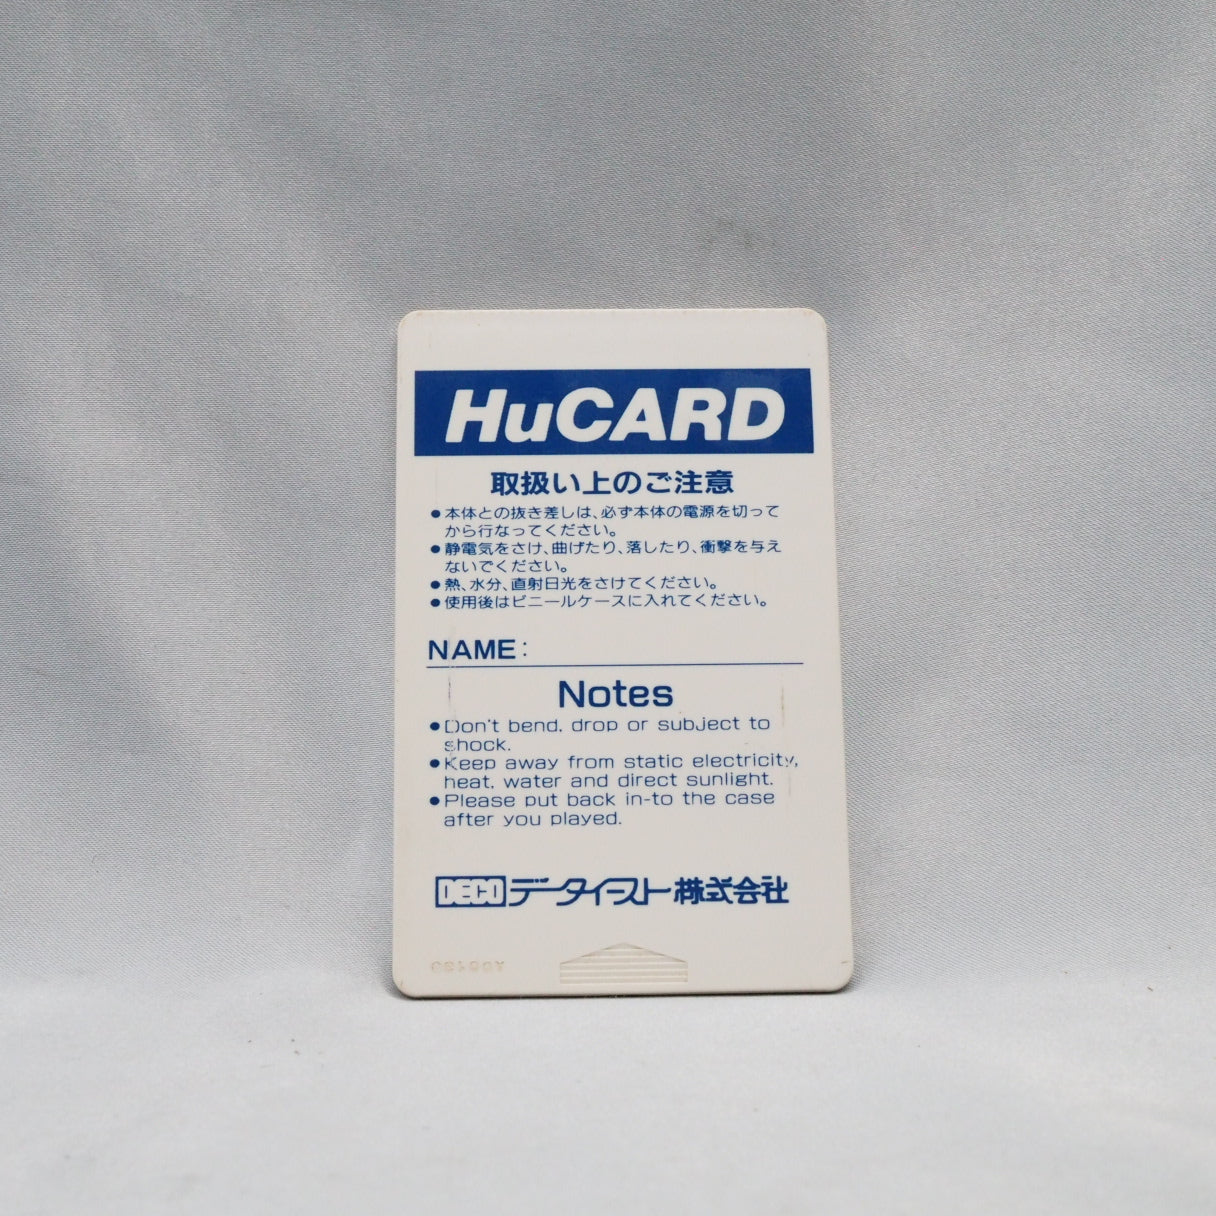 HuCARD
取扱い上のご注意
●本体との抜き差しは、必ず本体の電源を切って
から行なってください。
●静電気をさけ、曲げたり、落したり、衝撃を与え
ないでください。
●熱、水分、直射日光をさけてください。
●使用後はビニールケースに入れてください。
NAME:
Notes
●Don't bend, drop or subject to
shock.
●Keep away from static electricity,
heat, water and direct sunlight.
●Please put back in-to the case
after you played.
DECO データイースト株式会社